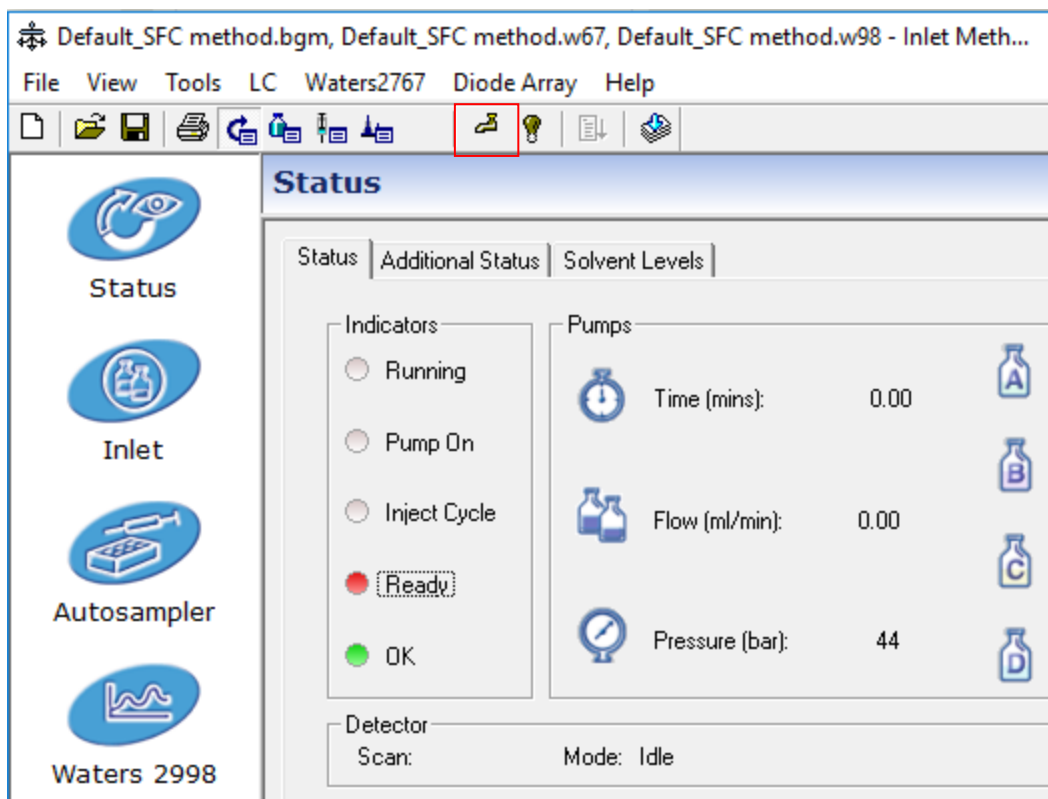 Default_SFC method.bgm, Default_SFC method.w67, Default_SFC method.w98 - Inlet Meth...
File View Tools LC Waters2767 Diode Array Help
Status
Status
Inlet
Autosampler
Waters 2998
Status Additional Status Solvent Levels
Indicators
Running
Pump On
Inject Cycle
Ready
OK
Pumps
Time (mins): 0.00
Flow (ml/min): 0.00
Pressure (bar): 44
A
B
C
D
Detector
Scan: Mode: Idle